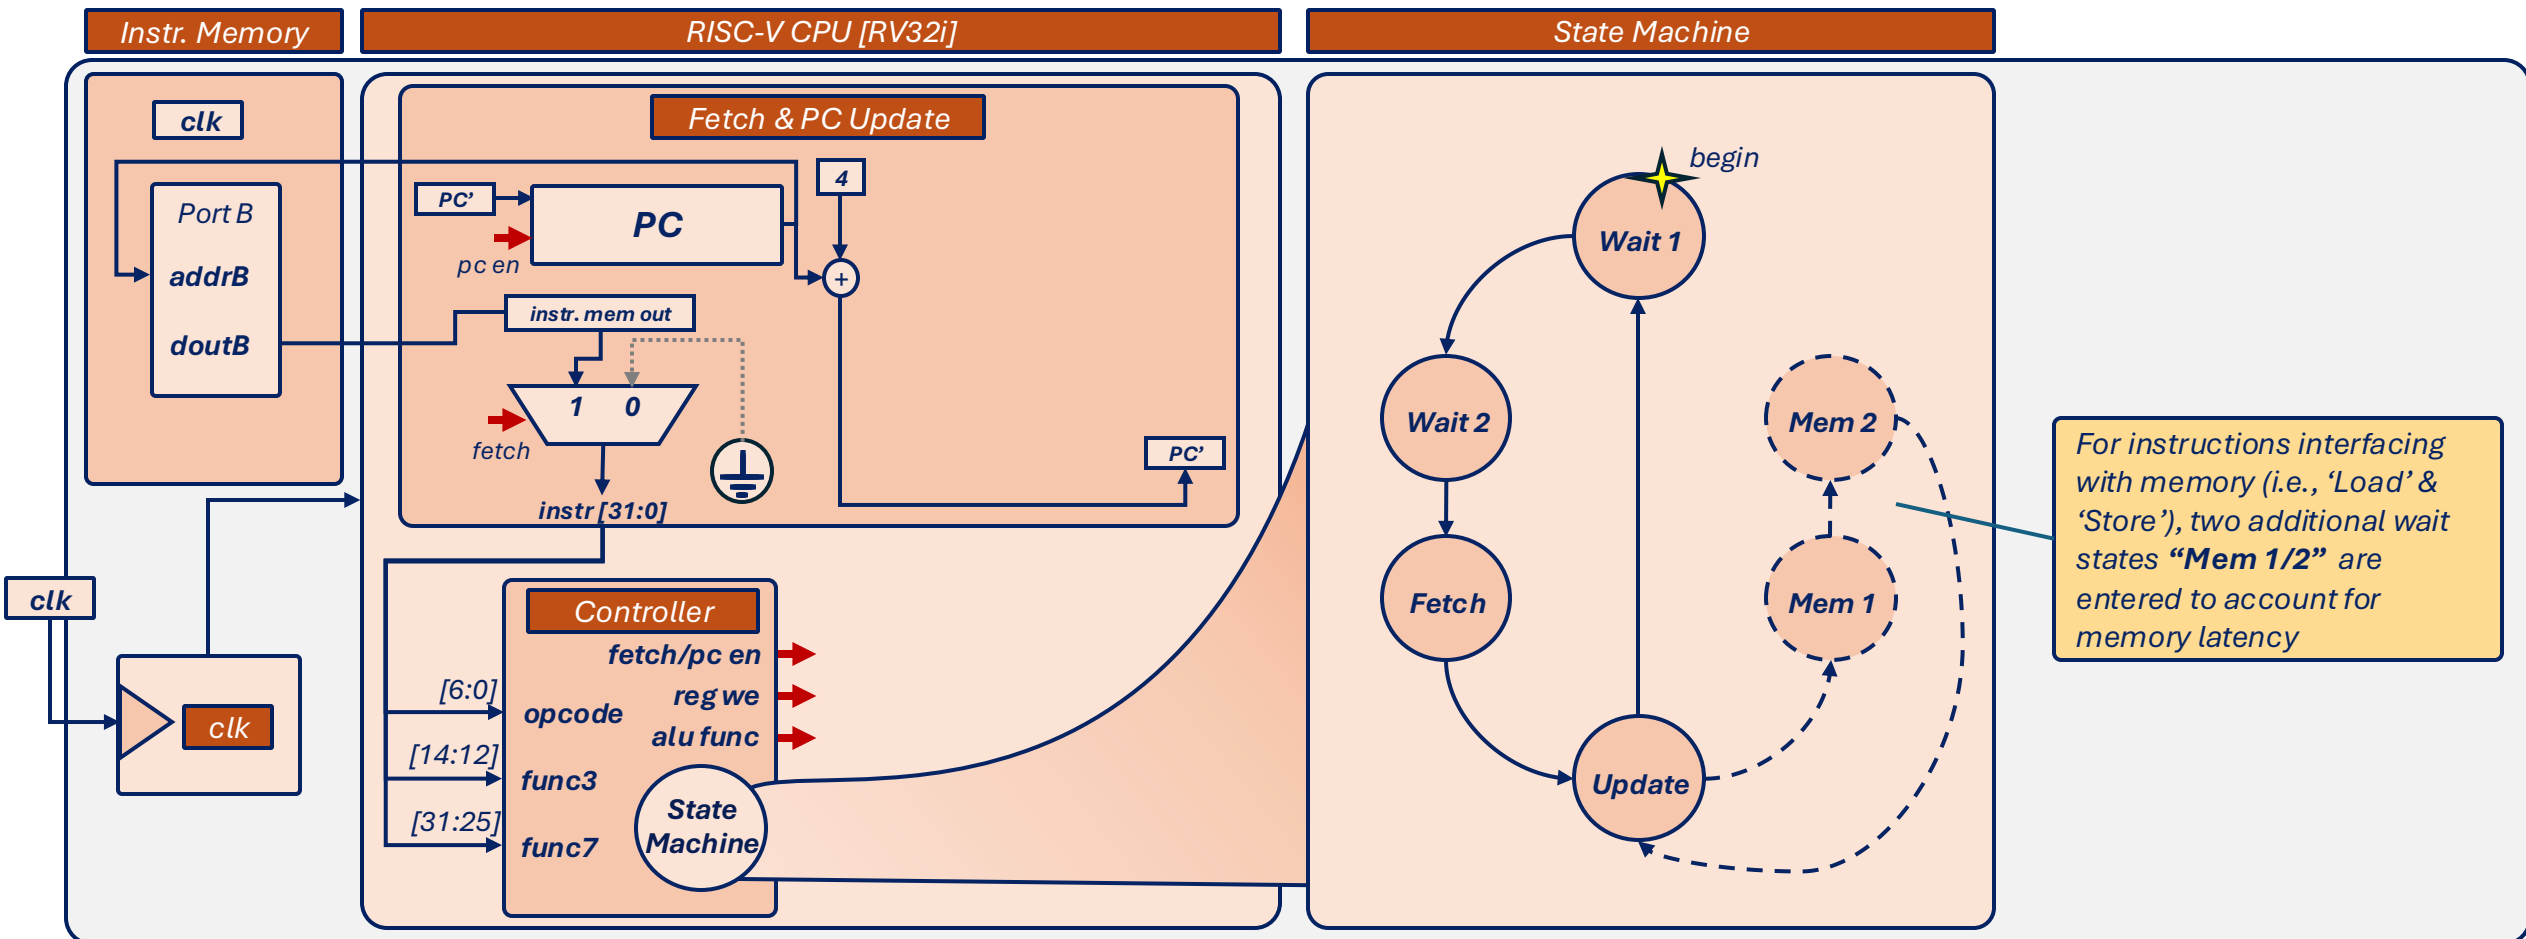 Instr. Memory
RISC-V CPU [RV32i]
State Machine
clk
Port B
addrB
doutB
Fetch & PC Update
PC’
PC
pc en
4
+
instr. mem out
1 0
fetch
instr [31:0]
PC’
clk
clk
Controller
fetch/pc en
reg we
alu func
[6:0]
opcode
[14:12]
func3
[31:25]
func7
State
Machine
begin
Wait 1
Wait 2
Fetch
Update
Mem 2
Mem 1
For instructions interfacing
with memory (i.e., ‘Load’ &
‘Store’), two additional wait
states “Mem 1/2” are
entered to account for
memory latency